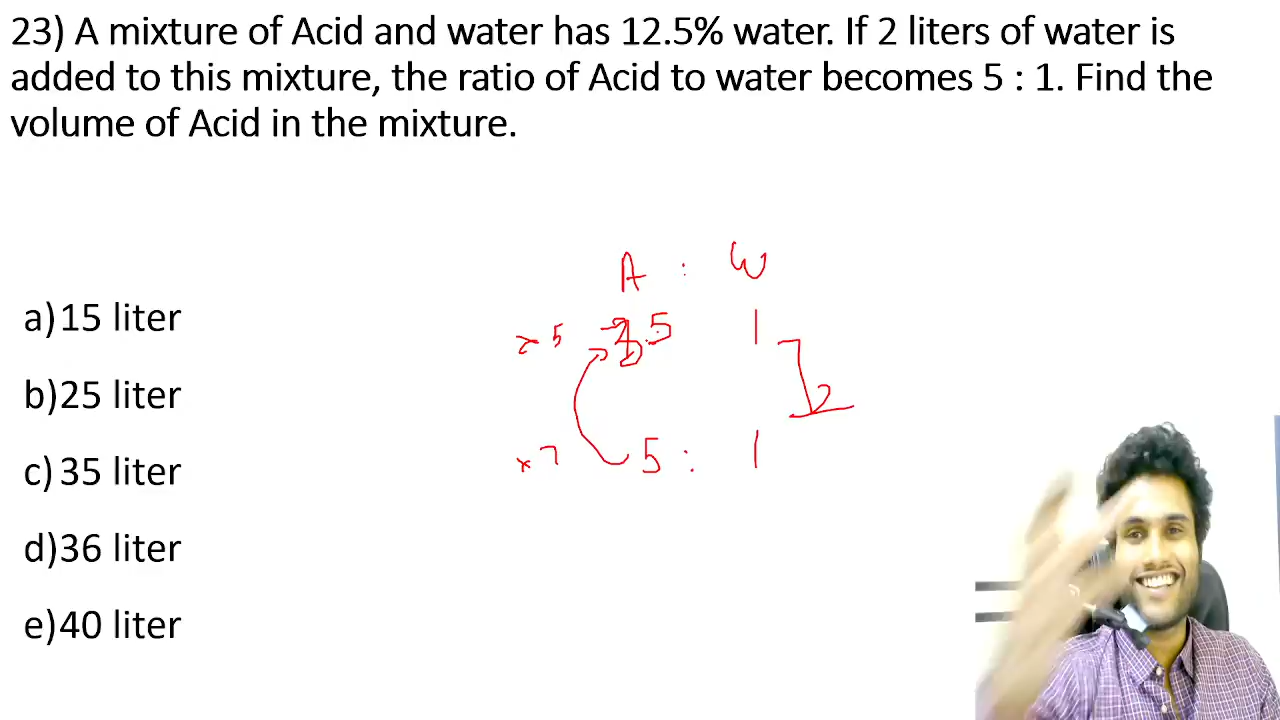 23) A mixture of Acid and water has 12.5% water. If 2 liters of water is
added to this mixture, the ratio of Acid to water becomes 5 : 1. Find the
volume of Acid in the mixture.
A : W
a) 15 liter
×5 .5 1
b) 25 liter
2
c) 35 liter
×7 5 : 1
d) 36 liter
e) 40 liter